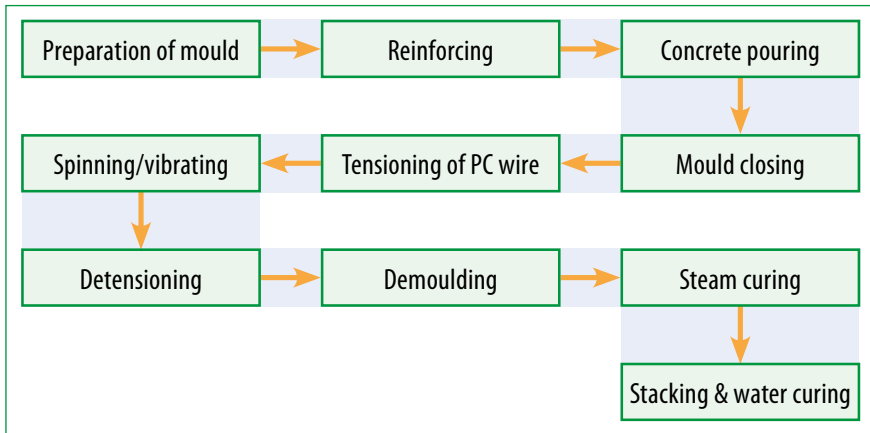 Preparation of mould
Reinforcing
Concrete pouring
Mould closing
Tensioning of PC wire
Spinning/vibrating
Detensioning
Demoulding
Steam curing
Stacking & water curing